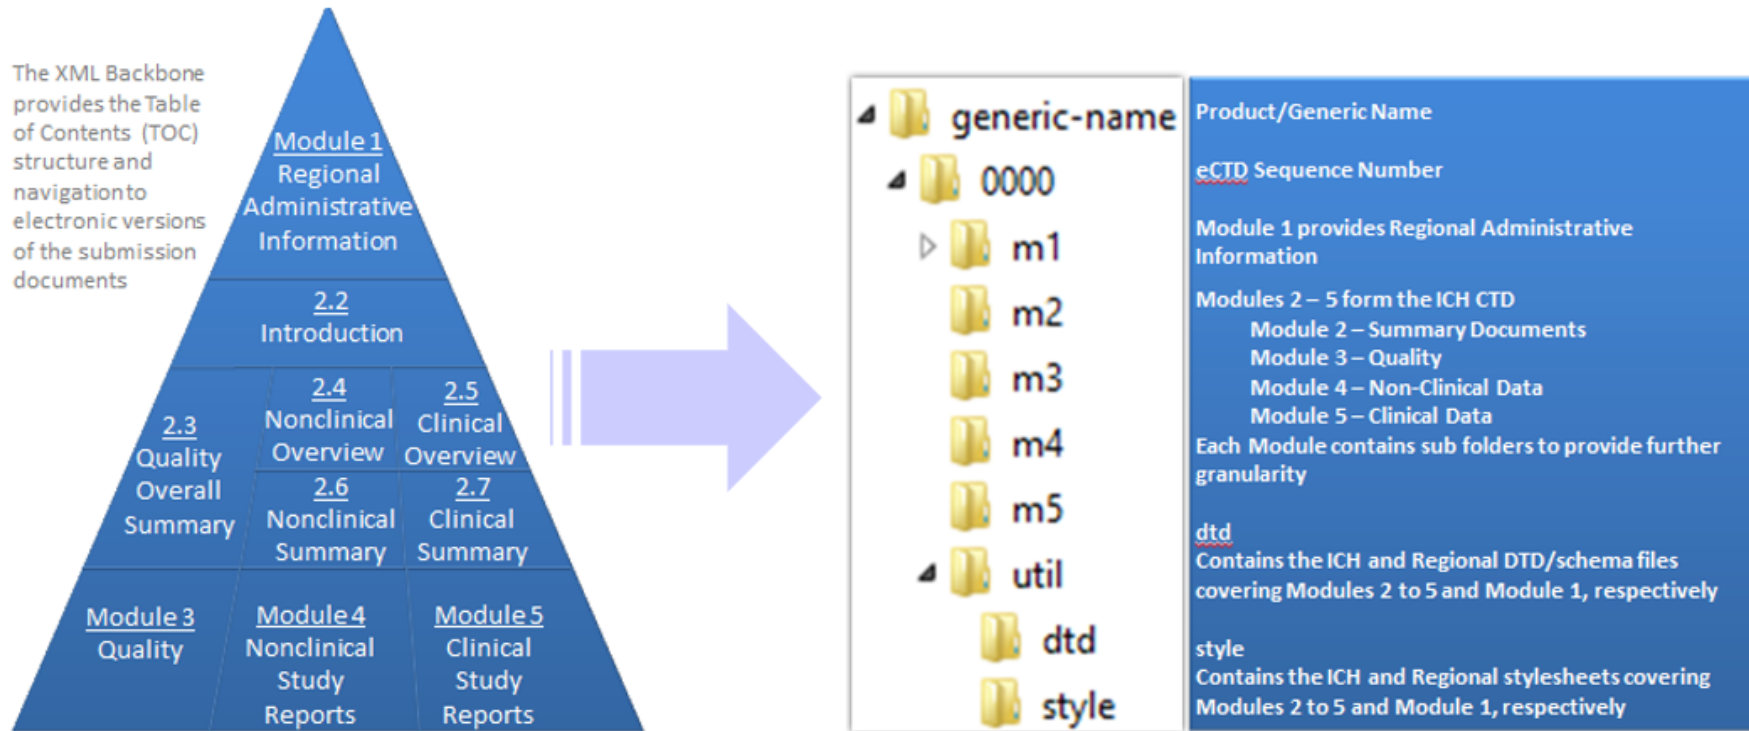 The XML Backbone
provides the Table
of Contents (TOC)
structure and
navigation to
electronic versions
of the submission
documents
Module 1
Regional
Administrative
Information
2.2
Introduction
2.3
Quality
Overall
Summary
2.4
Nonclinical
Overview
2.5
Clinical
Overview
2.6
Nonclinical
Summary
2.7
Clinical
Summary
Module 3
Quality
Module 4
Nonclinical
Study
Reports
Module 5
Clinical
Study
Reports
generic-name
0000
m1
m2
m3
m4
m5
util
dtd
style
Product/Generic Name
eCTD Sequence Number
Module 1 provides Regional Administrative
Information
Modules 2 – 5 form the ICH CTD
Module 2 – Summary Documents
Module 3 – Quality
Module 4 – Non-Clinical Data
Module 5 – Clinical Data
Each Module contains sub folders to provide further
granularity
dtd
Contains the ICH and Regional DTD/schema files
covering Modules 2 to 5 and Module 1, respectively
style
Contains the ICH and Regional stylesheets covering
Modules 2 to 5 and Module 1, respectively